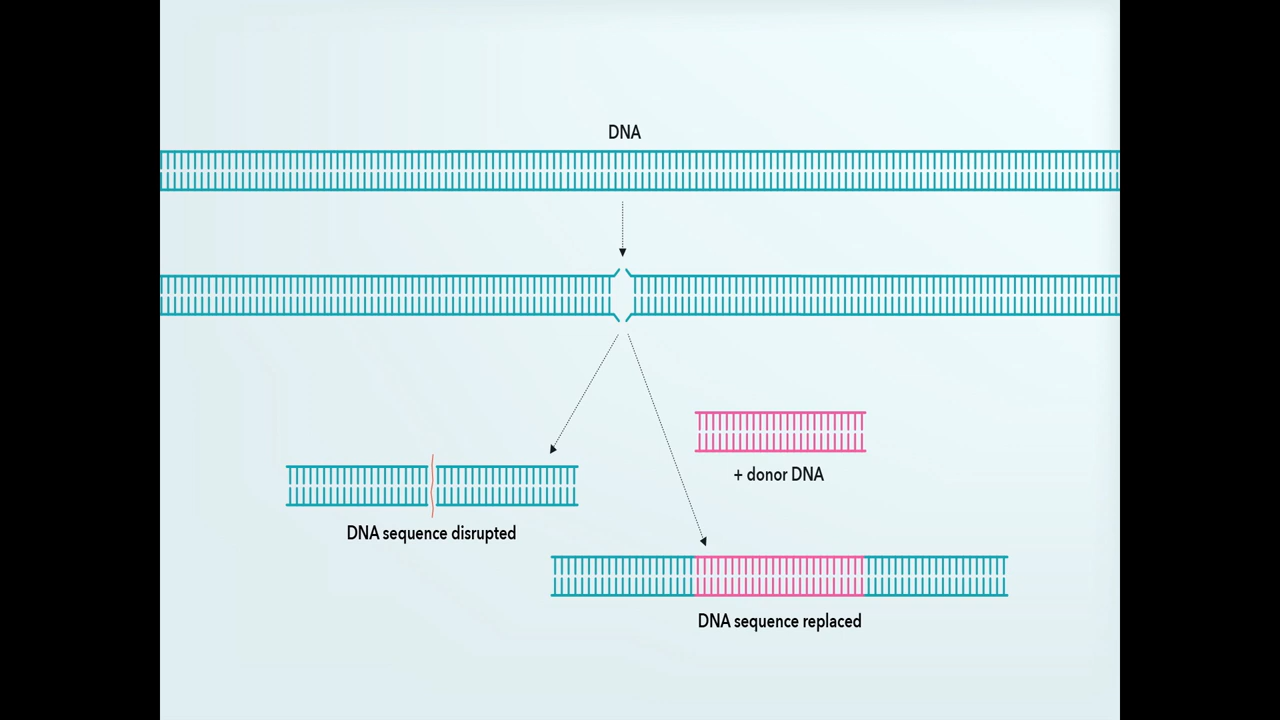 DNA
+ donor DNA
DNA sequence disrupted
DNA sequence replaced